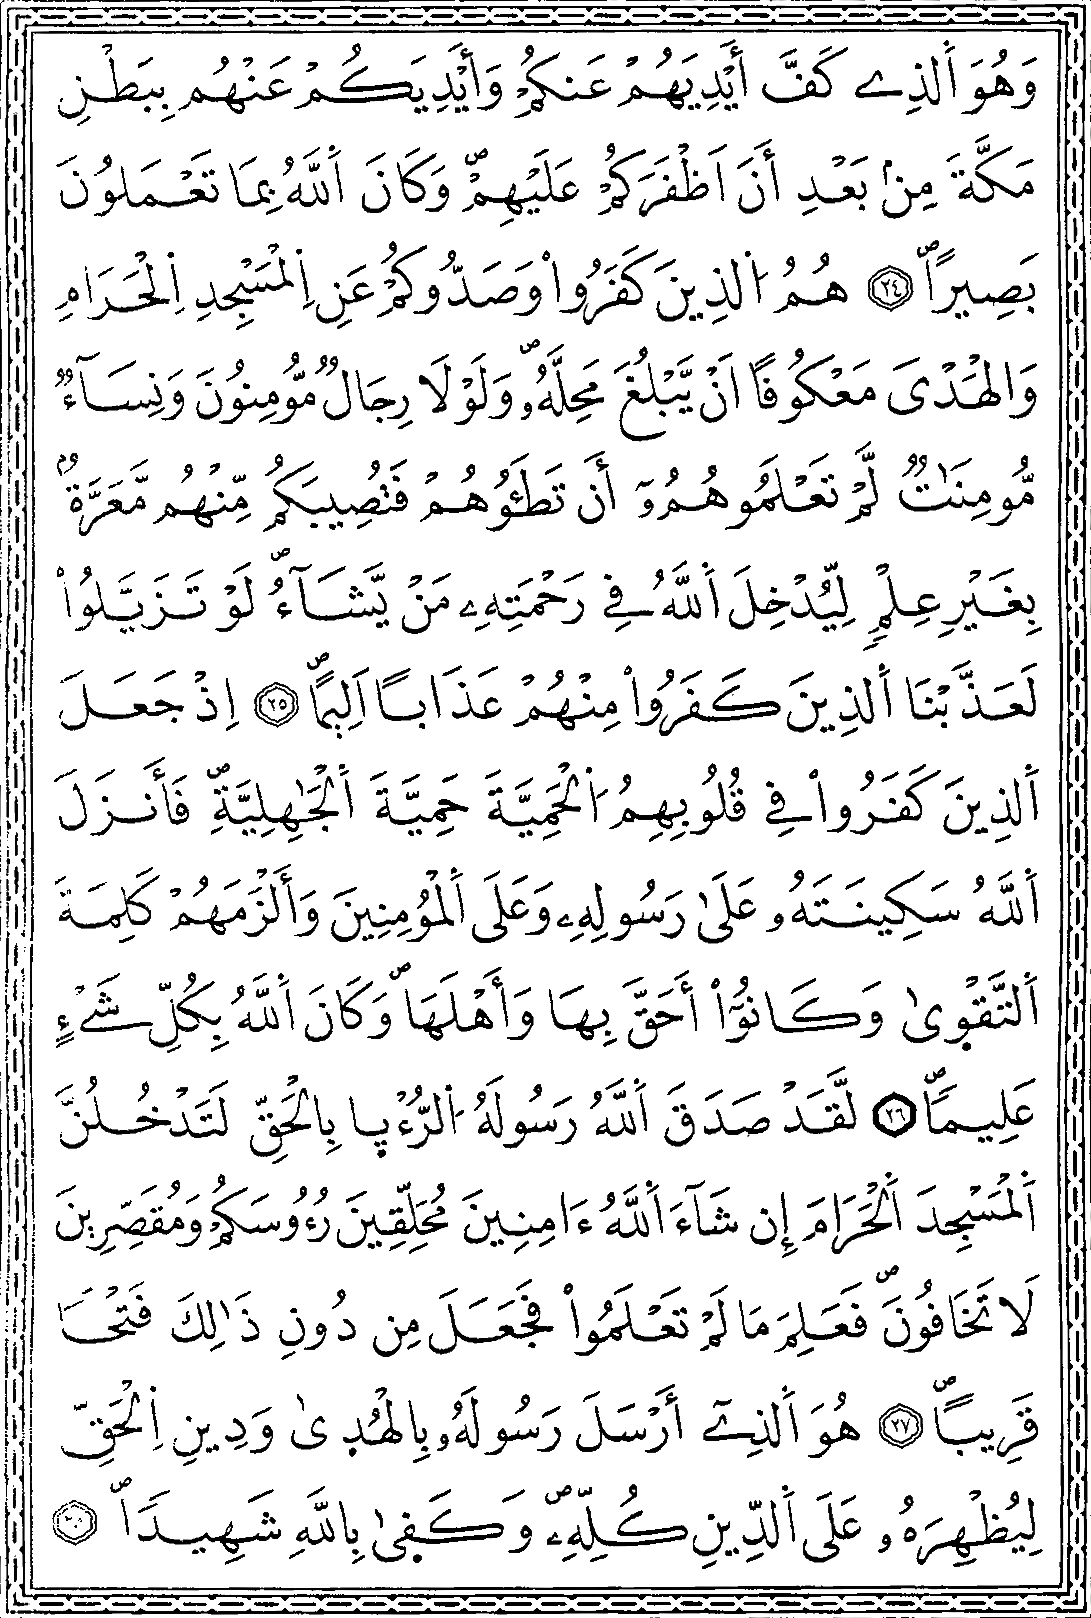 وَهُوَ اَ۬لذِے كَفَّ أَيْدِيَهُمْ عَنكُمْ وَأَيْدِيَكُمْ عَنْهُم بِبَطْنِ
مَكَّةَ مِنۢ بَعْدِ أَنَ اَظْفَرَكُمْ عَلَيْهِمْۖ وَكَانَ اَ۬للَّهُ بِمَا تَعْمَلُونَ
بَصِيراًۖ ۝٢٤ هُمُ اُ۬لذِينَ كَفَرُواْ وَصَدُّوكُمْ عَنِ اِ۬لْمَسْجِدِ اِ۬لْحَرَامِ
وَالْهَدْىَ مَعْكُوفاً اَنْ يَّبْلُغَ مَحِلَّهُۥۖ وَلَوْلَا رِجَالٞ مُّومِنُونَ وَنِسَآءٞ
مُّومِنَٰتٞ لَّمْ تَعْلَمُوهُمُۥٓ أَن تَطَـُٔوهُمْ فَتُصِيبَكُم مِّنْهُم مَّعَرَّةُۢ
بِغَيْرِ عِلْمٖ لِّيُدْخِلَ اَ۬للَّهُ فِے رَحْمَتِهِۦ مَنْ يَّشَآءُۖ لَوْ تَزَيَّلُواْ
لَعَذَّبْنَا اَ۬لذِينَ كَفَرُواْ مِنْهُمْ عَذَاباً اَلِيماًۖ ۝٢٥ اِذْ جَعَلَ
اَ۬لذِينَ كَفَرُواْ فِے قُلُوبِهِمُ اُ۬لْحَمِيَّةَ حَمِيَّةَ اَ۬لْجَٰهِلِيَّةِۖ فَأَنزَلَ
اَ۬للَّهُ سَكِينَتَهُۥ عَلَىٰ رَسُولِهِۦ وَعَلَى اَ۬لْمُومِنِينَ وَأَلْزَمَهُمْ كَلِمَةَ
اَ۬لتَّقْوٜىٰ وَكَانُوٓاْ أَحَقَّ بِهَا وَأَهْلَهَاۖ وَكَانَ اَ۬للَّهُ بِكُلِّ شَےْءٍ
عَلِيماًۖ ۝٢٦ لَّقَدْ صَدَقَ اَ۬للَّهُ رَسُولَهُ اُ۬لرُّءْيٜا بِالْحَقِّ لَتَدْخُلُنَّ
اَ۬لْمَسْجِدَ اَ۬لْحَرَامَ إِن شَآءَ اَ۬للَّهُ ءَامِنِينَ مُحَلِّقِينَ رُءُوسَكُمْ وَمُقَصِّرِينَ
لَا تَخَافُونَۖ فَعَلِمَ مَا لَمْ تَعْلَمُواْ فَجَعَلَ مِن دُونِ ذَٰلِكَ فَتْحاً
قَرِيباًۖ ۝٢٧ هُوَ اَ۬لذِےٓ أَرْسَلَ رَسُولَهُۥ بِالْهُدٜىٰ وَدِينِ اِ۬لْحَقِّ
لِيُظْهِرَهُۥ عَلَى اَ۬لدِّينِ كُلِّهِۦۖ وَكَفٜىٰ بِاللَّهِ شَهِيداًۖ ۝٢٨